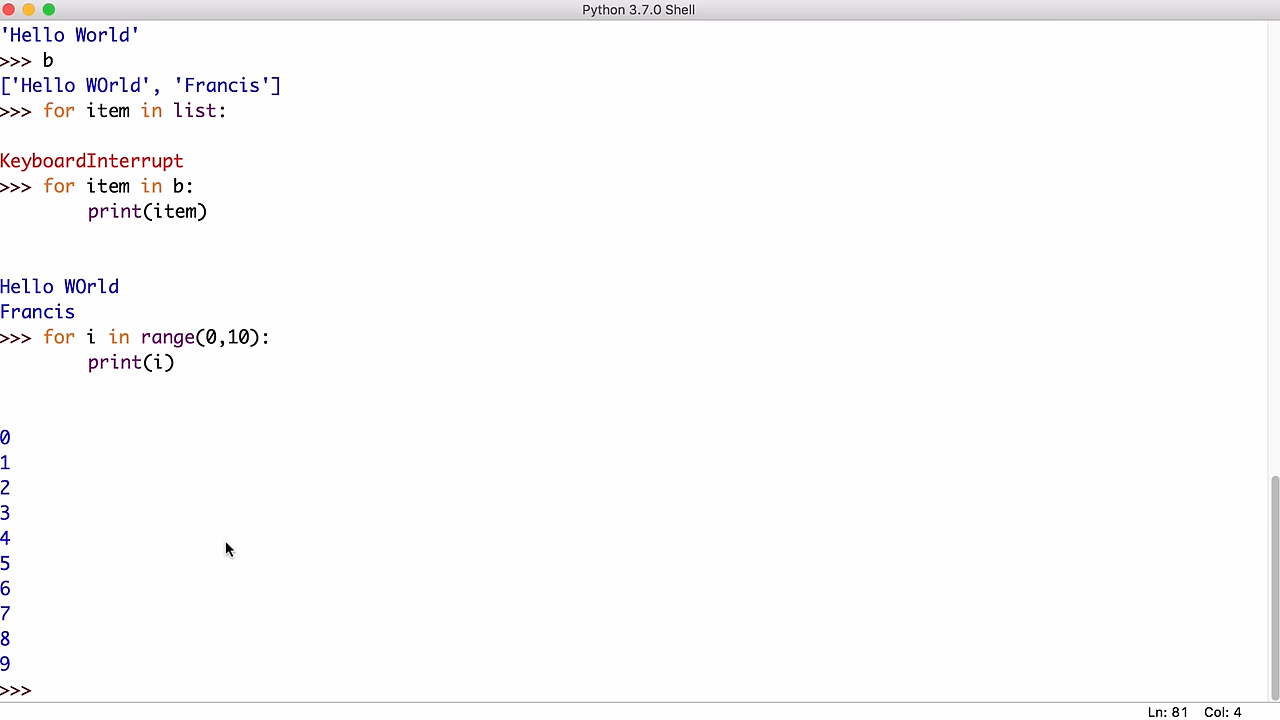 Python 3.7.0 Shell
'Hello World'
>>> b
['Hello WOrld', 'Francis']
>>> for item in list:
KeyboardInterrupt
>>> for item in b:
        print(item)
Hello WOrld
Francis
>>> for i in range(0,10):
        print(i)
0
1
2
3
4
5
6
7
8
9
>>>
Ln: 81 Col: 4